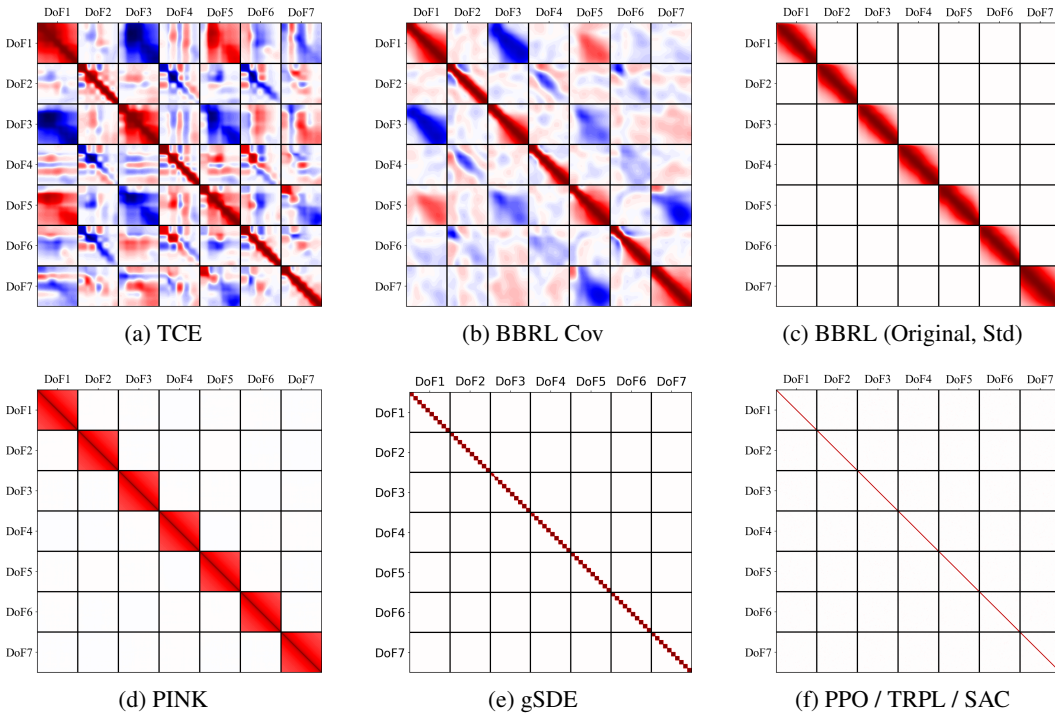 DoF1 DoF2 DoF3 DoF4 DoF5 DoF6 DoF7
DoF1
DoF2
DoF3
DoF4
DoF5
DoF6
DoF7
(a) TCE
DoF1 DoF2 DoF3 DoF4 DoF5 DoF6 DoF7
DoF1
DoF2
DoF3
DoF4
DoF5
DoF6
DoF7
(b) BBRL Cov
DoF1 DoF2 DoF3 DoF4 DoF5 DoF6 DoF7
DoF1
DoF2
DoF3
DoF4
DoF5
DoF6
DoF7
(c) BBRL (Original, Std)
DoF1 DoF2 DoF3 DoF4 DoF5 DoF6 DoF7
DoF1
DoF2
DoF3
DoF4
DoF5
DoF6
DoF7
(d) PINK
DoF1 DoF2 DoF3 DoF4 DoF5 DoF6 DoF7
DoF1
DoF2
DoF3
DoF4
DoF5
DoF6
DoF7
(e) gSDE
DoF1 DoF2 DoF3 DoF4 DoF5 DoF6 DoF7
DoF1
DoF2
DoF3
DoF4
DoF5
DoF6
DoF7
(f) PPO / TRPL / SAC